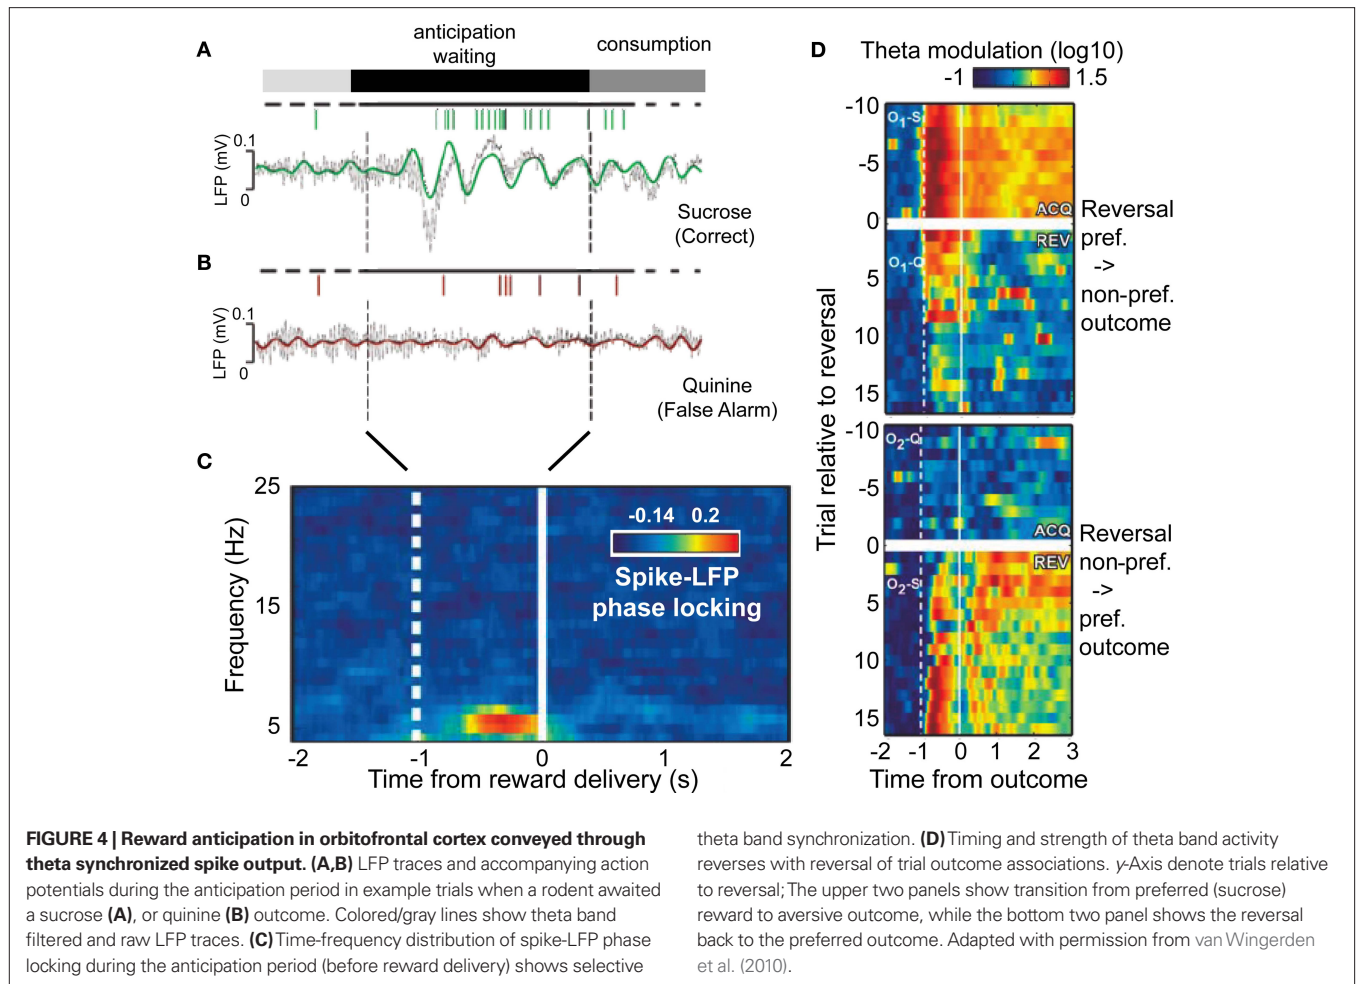 A
anticipation
waiting
consumption
LFP (mV)
0.1
0
Sucrose
(Correct)
B
LFP (mV)
0.1
0
Quinine
(False Alarm)
C
Frequency (Hz)
25
15
5
-0.14 0.2
Spike-LFP
phase locking
-2 -1 0 1 2
Time from reward delivery (s)
D
Theta modulation (log10)
-1 1.5
Trial relative to reversal
-10
-5
0
5
10
15
O1-S
ACQ
REV
O1-Q
Reversal
pref.
->
non-pref.
outcome
-10
-5
0
5
10
15
O2-Q
ACQ
REV
O2-S
Reversal
non-pref.
->
pref.
outcome
-2 -1 0 1 2 3
Time from outcome
FIGURE 4 | Reward anticipation in orbitofrontal cortex conveyed through
theta synchronized spike output. (A,B) LFP traces and accompanying action
potentials during the anticipation period in example trials when a rodent awaited
a sucrose (A), or quinine (B) outcome. Colored/gray lines show theta band
filtered and raw LFP traces. (C) Time-frequency distribution of spike-LFP phase
locking during the anticipation period (before reward delivery) shows selective
theta band synchronization. (D) Timing and strength of theta band activity
reverses with reversal of trial outcome associations. y-Axis denote trials relative
to reversal; The upper two panels show transition from preferred (sucrose)
reward to aversive outcome, while the bottom two panel shows the reversal
back to the preferred outcome. Adapted with permission from van Wingerden
et al. (2010).